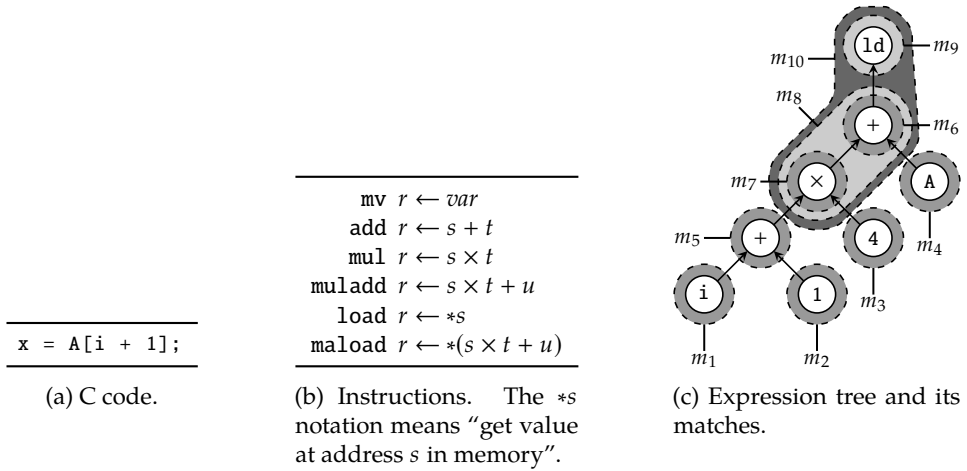 x = A[i + 1];
(a) C code.
mv r ← var
add r ← s + t
mul r ← s × t
muladd r ← s × t + u
load r ← *s
maload r ← *(s × t + u)
(b) Instructions. The *s
notation means “get value
at address s in memory”.
ld
m9
m10
m8
+
m6
m7
×
A
m4
m5
+
4
m3
i
1
m1
m2
(c) Expression tree and its
matches.